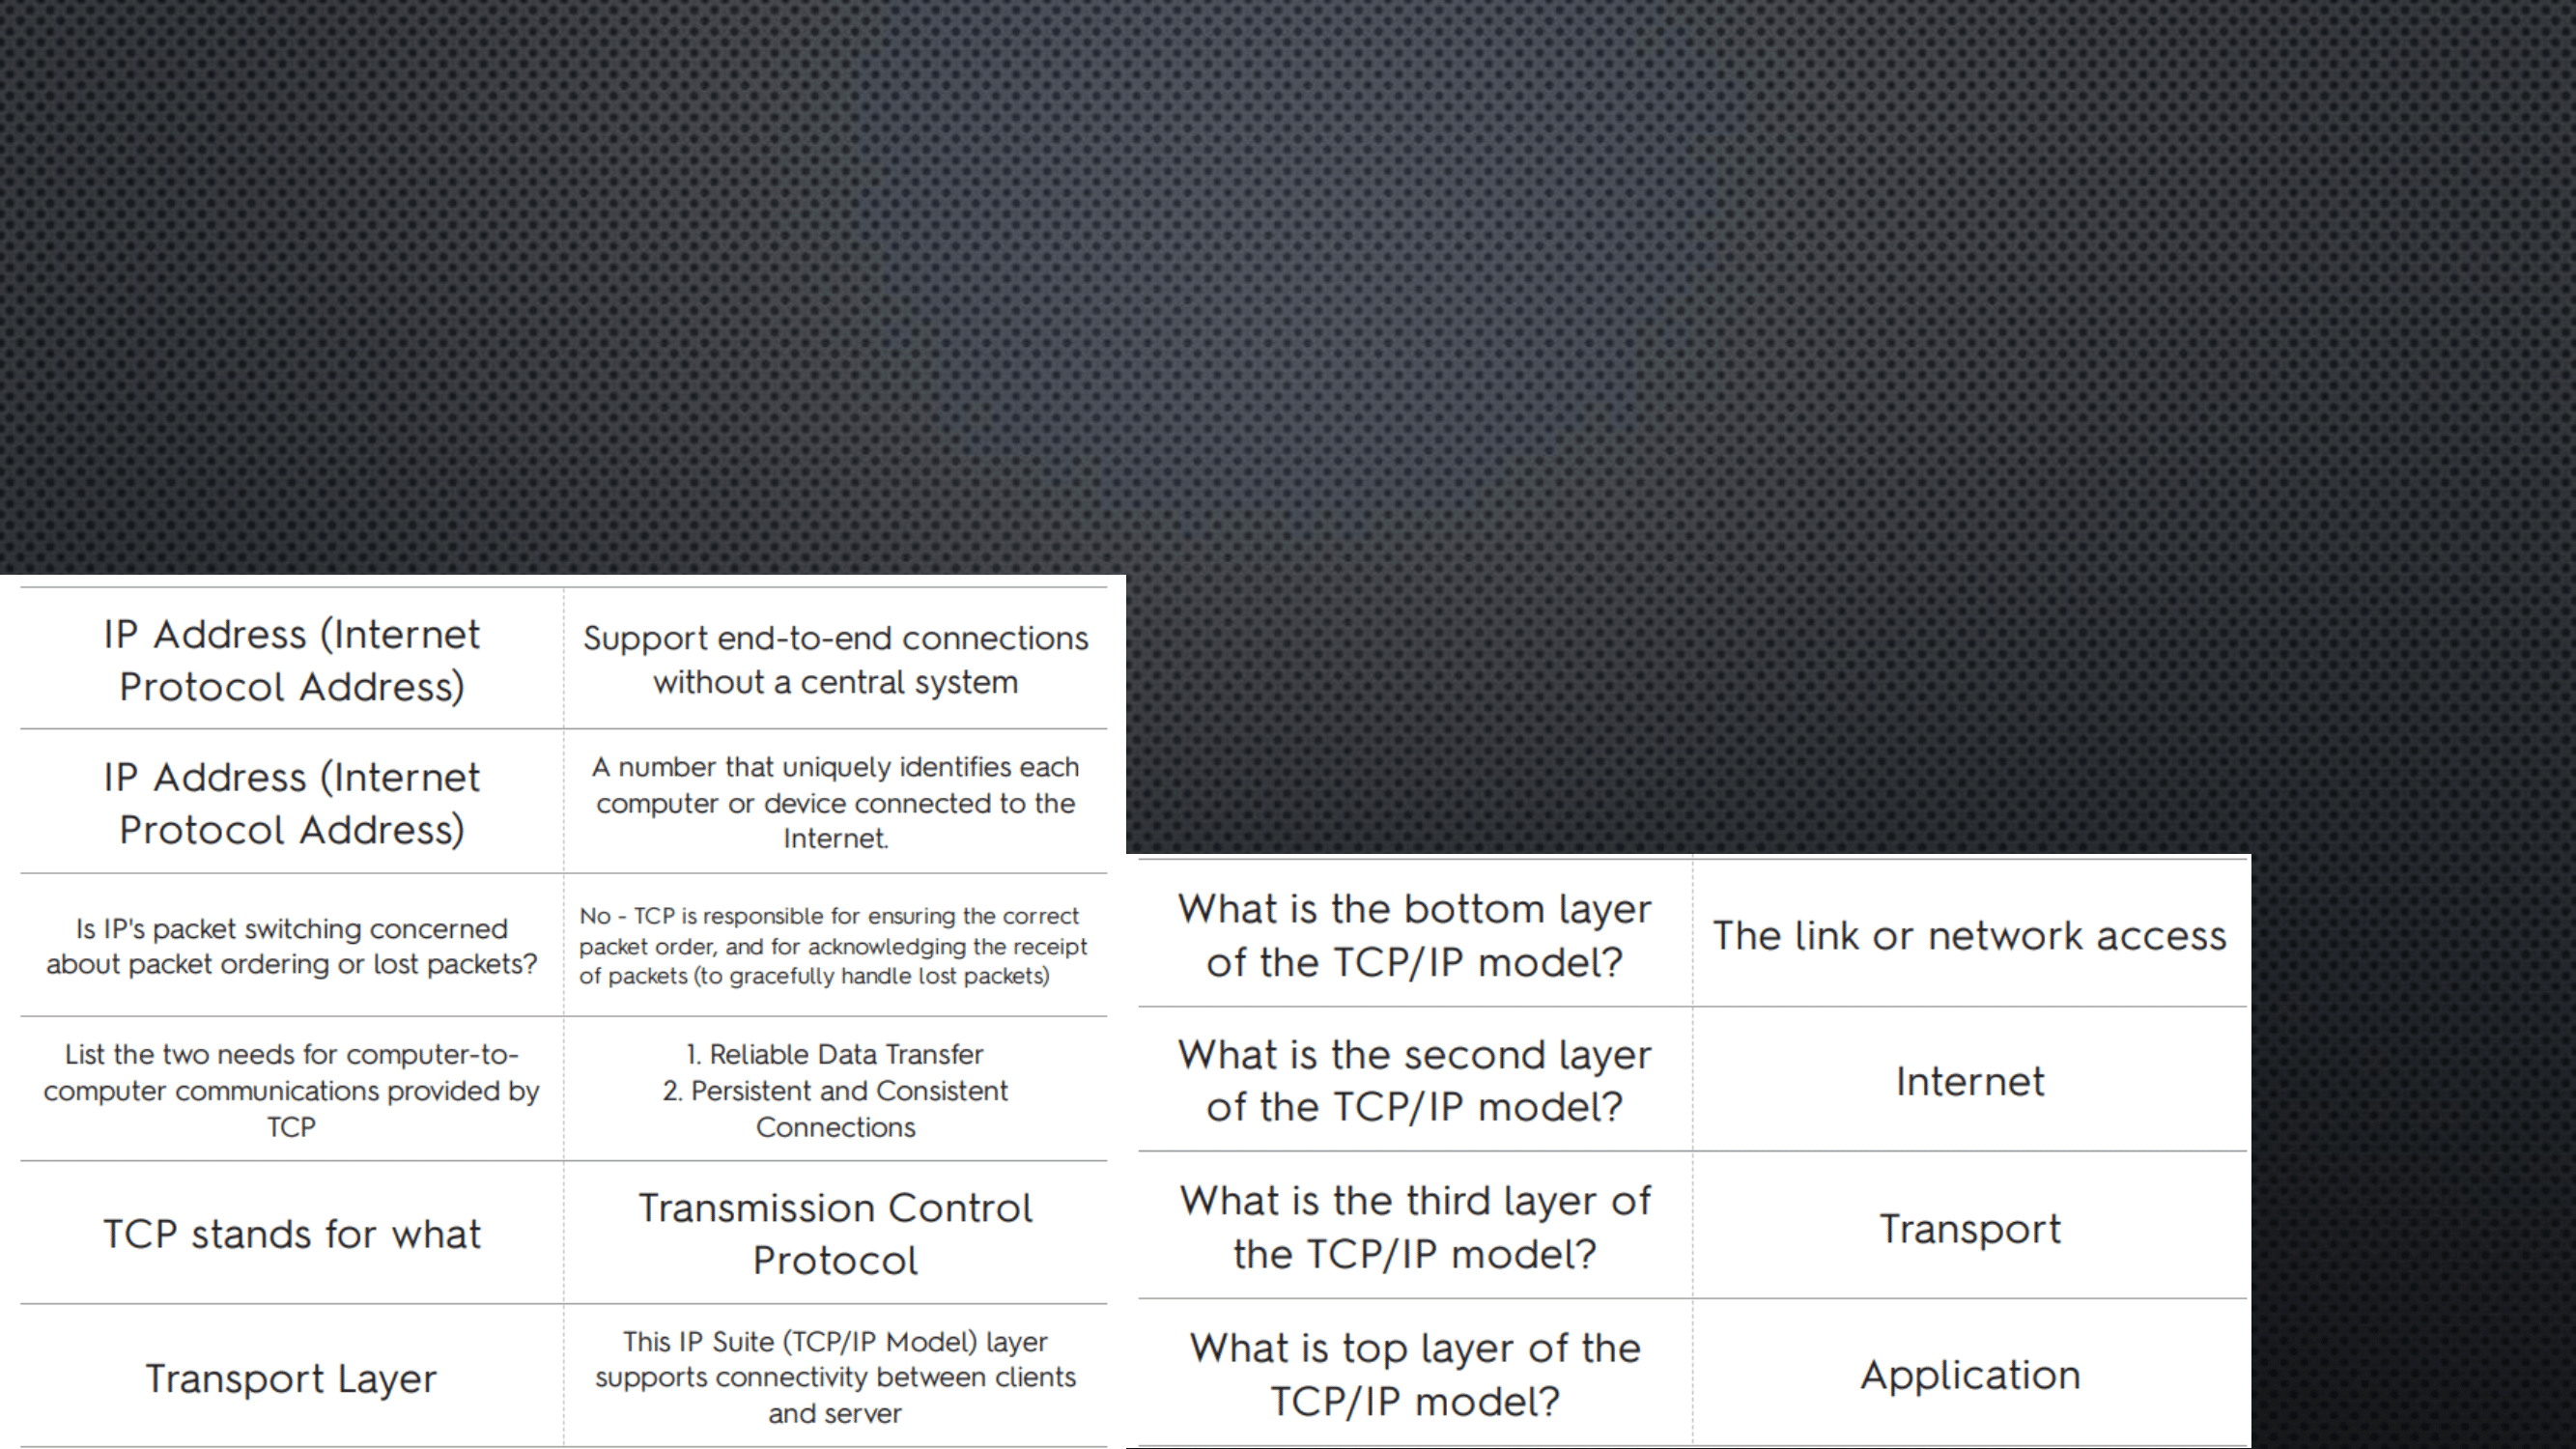 IP Address (Internet
Protocol Address)
Support end-to-end connections
without a central system
IP Address (Internet
Protocol Address)
A number that uniquely identifies each
computer or device connected to the
Internet.
Is IP's packet switching concerned
about packet ordering or lost packets?
No - TCP is responsible for ensuring the correct
packet order, and for acknowledging the receipt
of packets (to gracefully handle lost packets)
List the two needs for computer-to-
computer communications provided by
TCP
1. Reliable Data Transfer
2. Persistent and Consistent
Connections
TCP stands for what
Transmission Control
Protocol
Transport Layer
This IP Suite (TCP/IP Model) layer
supports connectivity between clients
and server
What is the bottom layer
of the TCP/IP model?
The link or network access
What is the second layer
of the TCP/IP model?
Internet
What is the third layer of
the TCP/IP model?
Transport
What is top layer of the
TCP/IP model?
Application